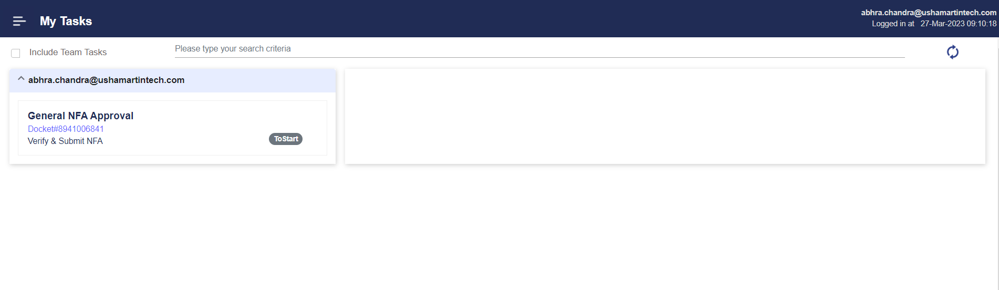 My Tasks
abhra.chandra@ushamartintech.com
Logged in at 27-Mar-2023 09:10:18
Include Team Tasks
Please type your search criteria
abhra.chandra@ushamartintech.com
General NFA Approval
Docket#8941006841
Verify & Submit NFA
ToStart